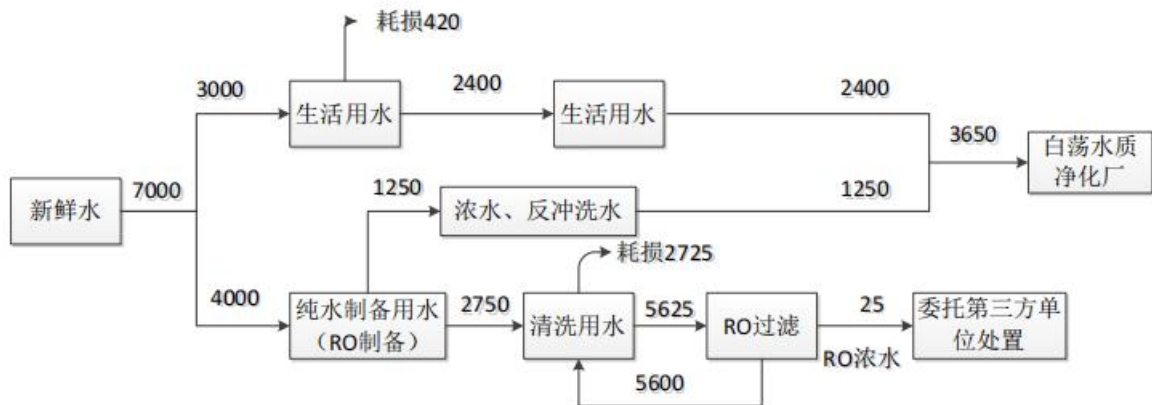 耗损420
3000
生活用水
2400
生活用水
2400
3650
白荡水质
净化厂
新鲜水
7000
1250
浓水、反冲洗水
1250
耗损2725
4000
纯水制备用水
（RO制备）
2750
清洗用水
5625
RO过滤
25
RO浓水
委托第三方单
位处置
5600